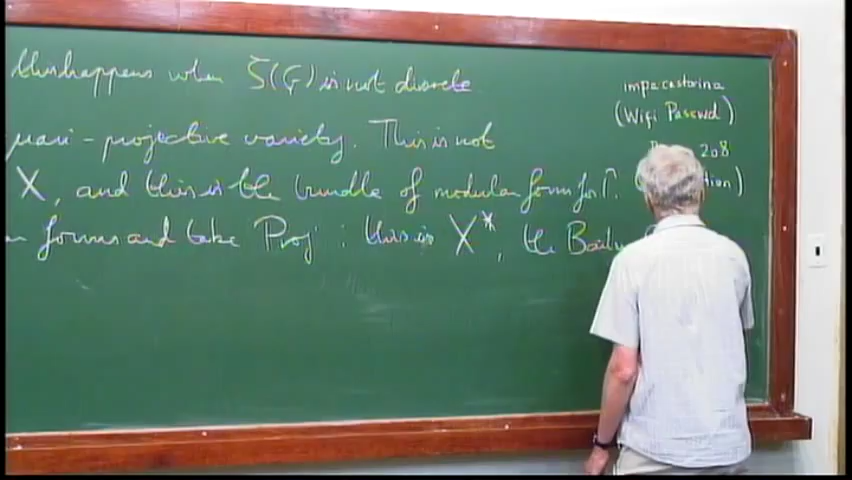 this happens when ζ(G) is not discrete
quasi-projective variety. This is not
X, and this is the bundle of modular forms for Γ.
forms and take Proj : this is X*, the Baily
impacastorina
(Wifi Passwd)
208